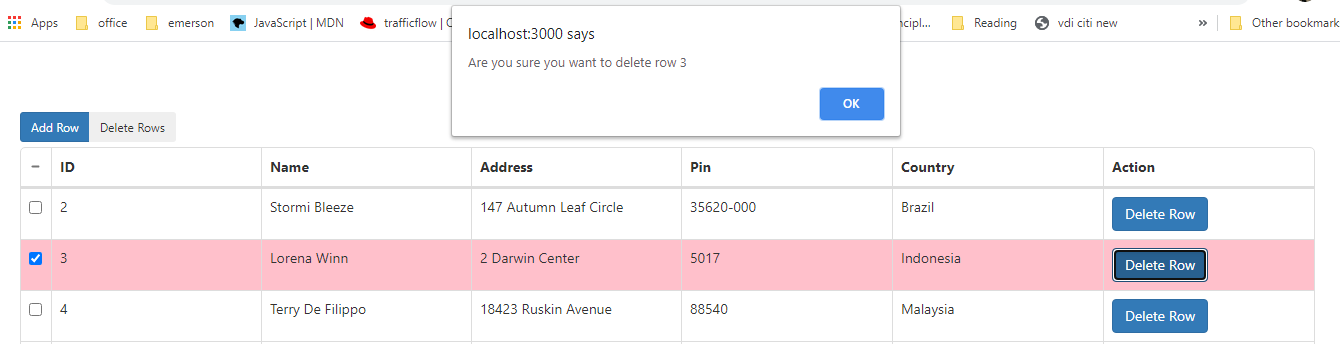 Apps office emerson JavaScript | MDN trafficflow | C ncipl... Reading vdi citi new » Other bookmark
localhost:3000 says
Are you sure you want to delete row 3
OK
Add Row Delete Rows
ID Name Address Pin Country Action
2 Stormi Bleeze 147 Autumn Leaf Circle 35620-000 Brazil Delete Row
3 Lorena Winn 2 Darwin Center 5017 Indonesia Delete Row
4 Terry De Filippo 18423 Ruskin Avenue 88540 Malaysia Delete Row